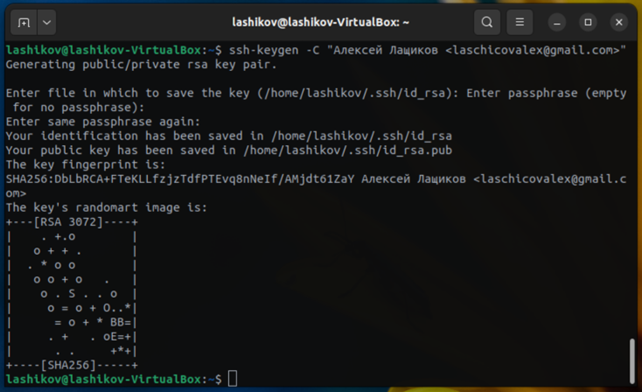 lashikov@lashikov-VirtualBox: ~
lashikov@lashikov-VirtualBox:~$ ssh-keygen -C "Алексей Лащиков <laschicovalex@gmail.com>"
Generating public/private rsa key pair.
Enter file in which to save the key (/home/lashikov/.ssh/id_rsa): Enter passphrase (empty
 for no passphrase):
Enter same passphrase again:
Your identification has been saved in /home/lashikov/.ssh/id_rsa
Your public key has been saved in /home/lashikov/.ssh/id_rsa.pub
The key fingerprint is:
SHA256:DbLbRCA+FTeKLLfzjzTdfPTEvq8nNeIf/AMjdt61ZaY Алексей Лащиков <laschicovalex@gmail.c
om>
The key's randomart image is:
+---[RSA 3072]----+
|    . +.o        |
|   o + + .       |
|  . * o o        |
|   o o + o   .   |
|    o . S . . o  |
|     o = o + O..*|
|      = o + * BB=|
|     . +   . oE=+|
|      . .     +*+|
+----[SHA256]-----+
lashikov@lashikov-VirtualBox:~$